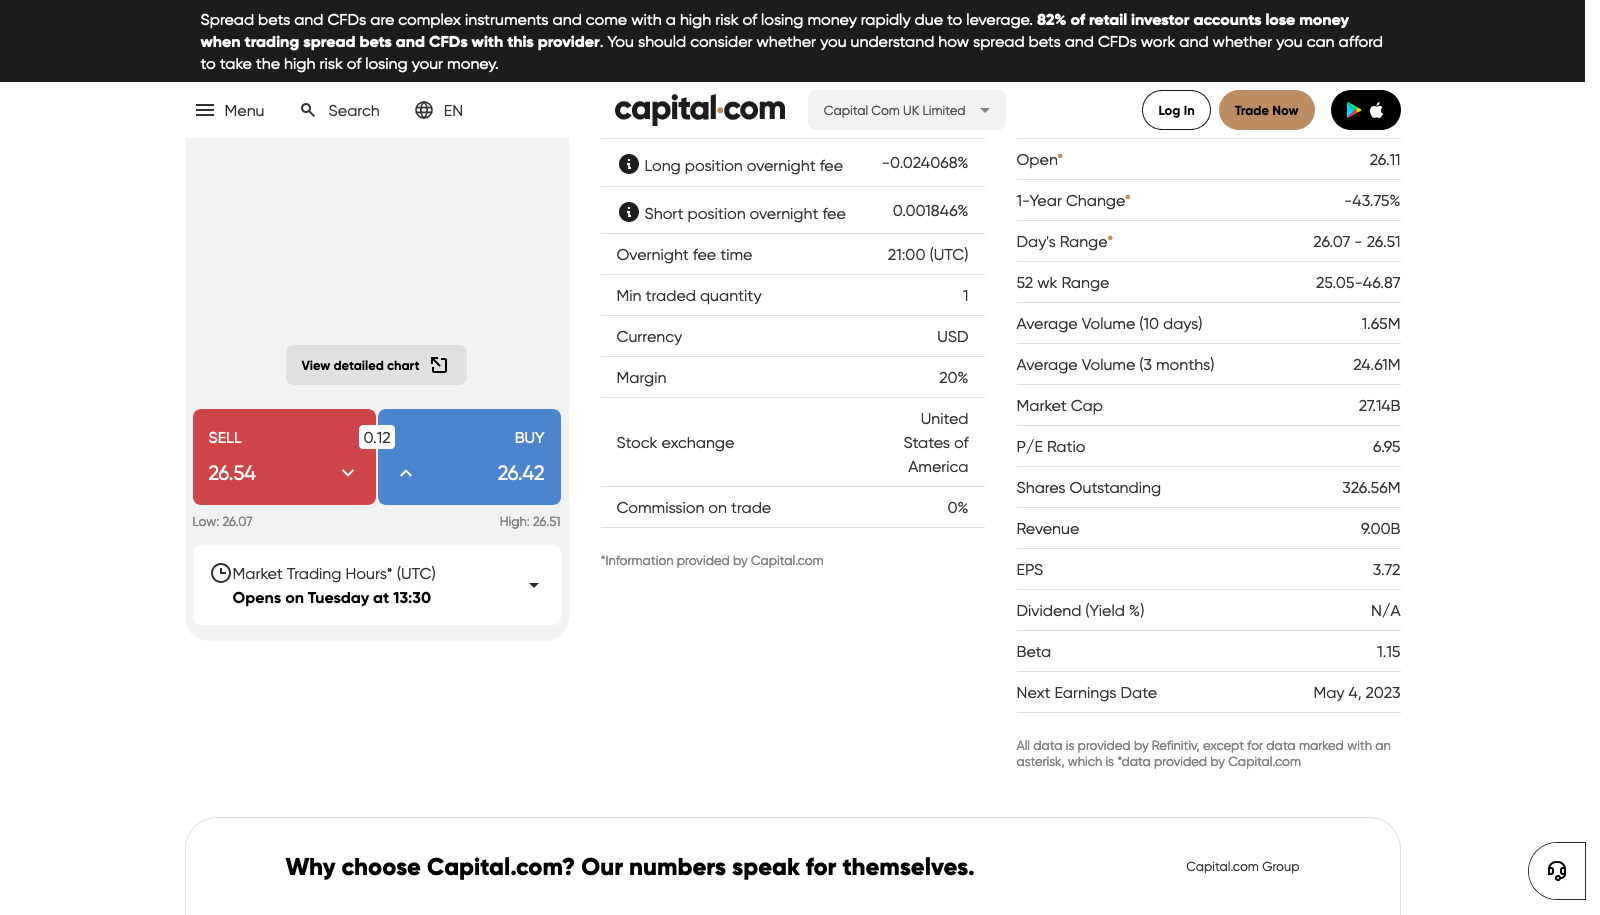 Spread bets and CFDs are complex instruments and come with a high risk of losing money rapidly due to leverage. 82% of retail investor accounts lose money
when trading spread bets and CFDs with this provider. You should consider whether you understand how spread bets and CFDs work and whether you can afford
to take the high risk of losing your money.
Menu
Search
EN
capital.com
Capital Com UK Limited
Log In
Trade Now
View detailed chart
SELL
26.54
0.12
BUY
26.42
Low: 26.07
High: 26.51
Market Trading Hours* (UTC)
Opens on Tuesday at 13:30
Long position overnight fee -0.024068%
Short position overnight fee 0.001846%
Overnight fee time 21:00 (UTC)
Min traded quantity 1
Currency USD
Margin 20%
Stock exchange United
States of
America
Commission on trade 0%
*Information provided by Capital.com
Open* 26.11
1-Year Change* -43.75%
Day's Range* 26.07 - 26.51
52 wk Range 25.05-46.87
Average Volume (10 days) 1.65M
Average Volume (3 months) 24.61M
Market Cap 27.14B
P/E Ratio 6.95
Shares Outstanding 326.56M
Revenue 9.00B
EPS 3.72
Dividend (Yield %) N/A
Beta 1.15
Next Earnings Date May 4, 2023
All data is provided by Refinitiv, except for data marked with an
asterisk, which is *data provided by Capital.com
Why choose Capital.com? Our numbers speak for themselves.
Capital.com Group